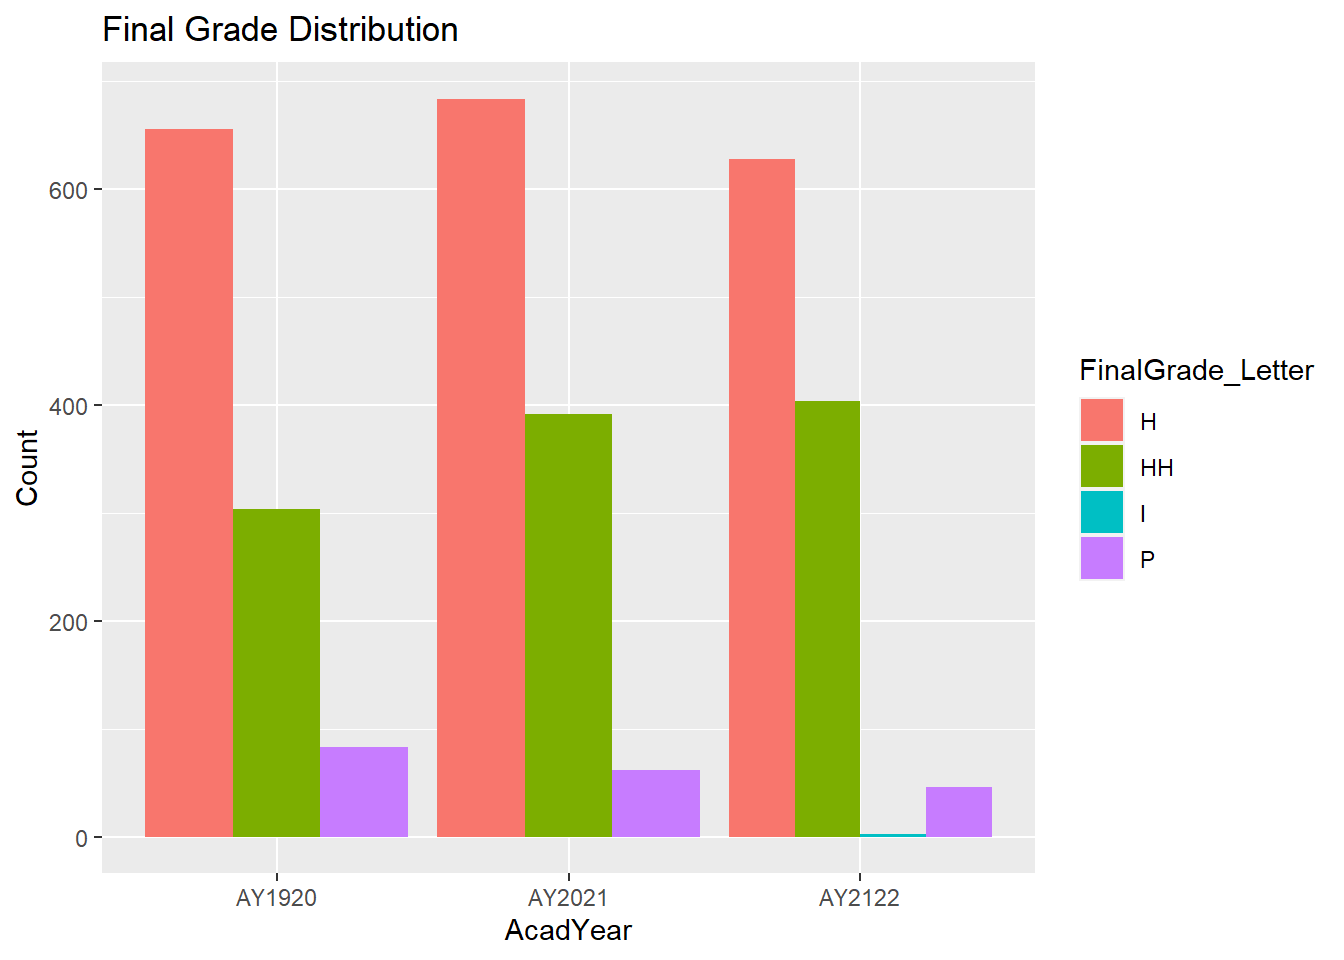 Final Grade Distribution
600
400
200
0
Count
AY1920 AY2021 AY2122
AcadYear
FinalGrade_Letter
H
HH
I
P